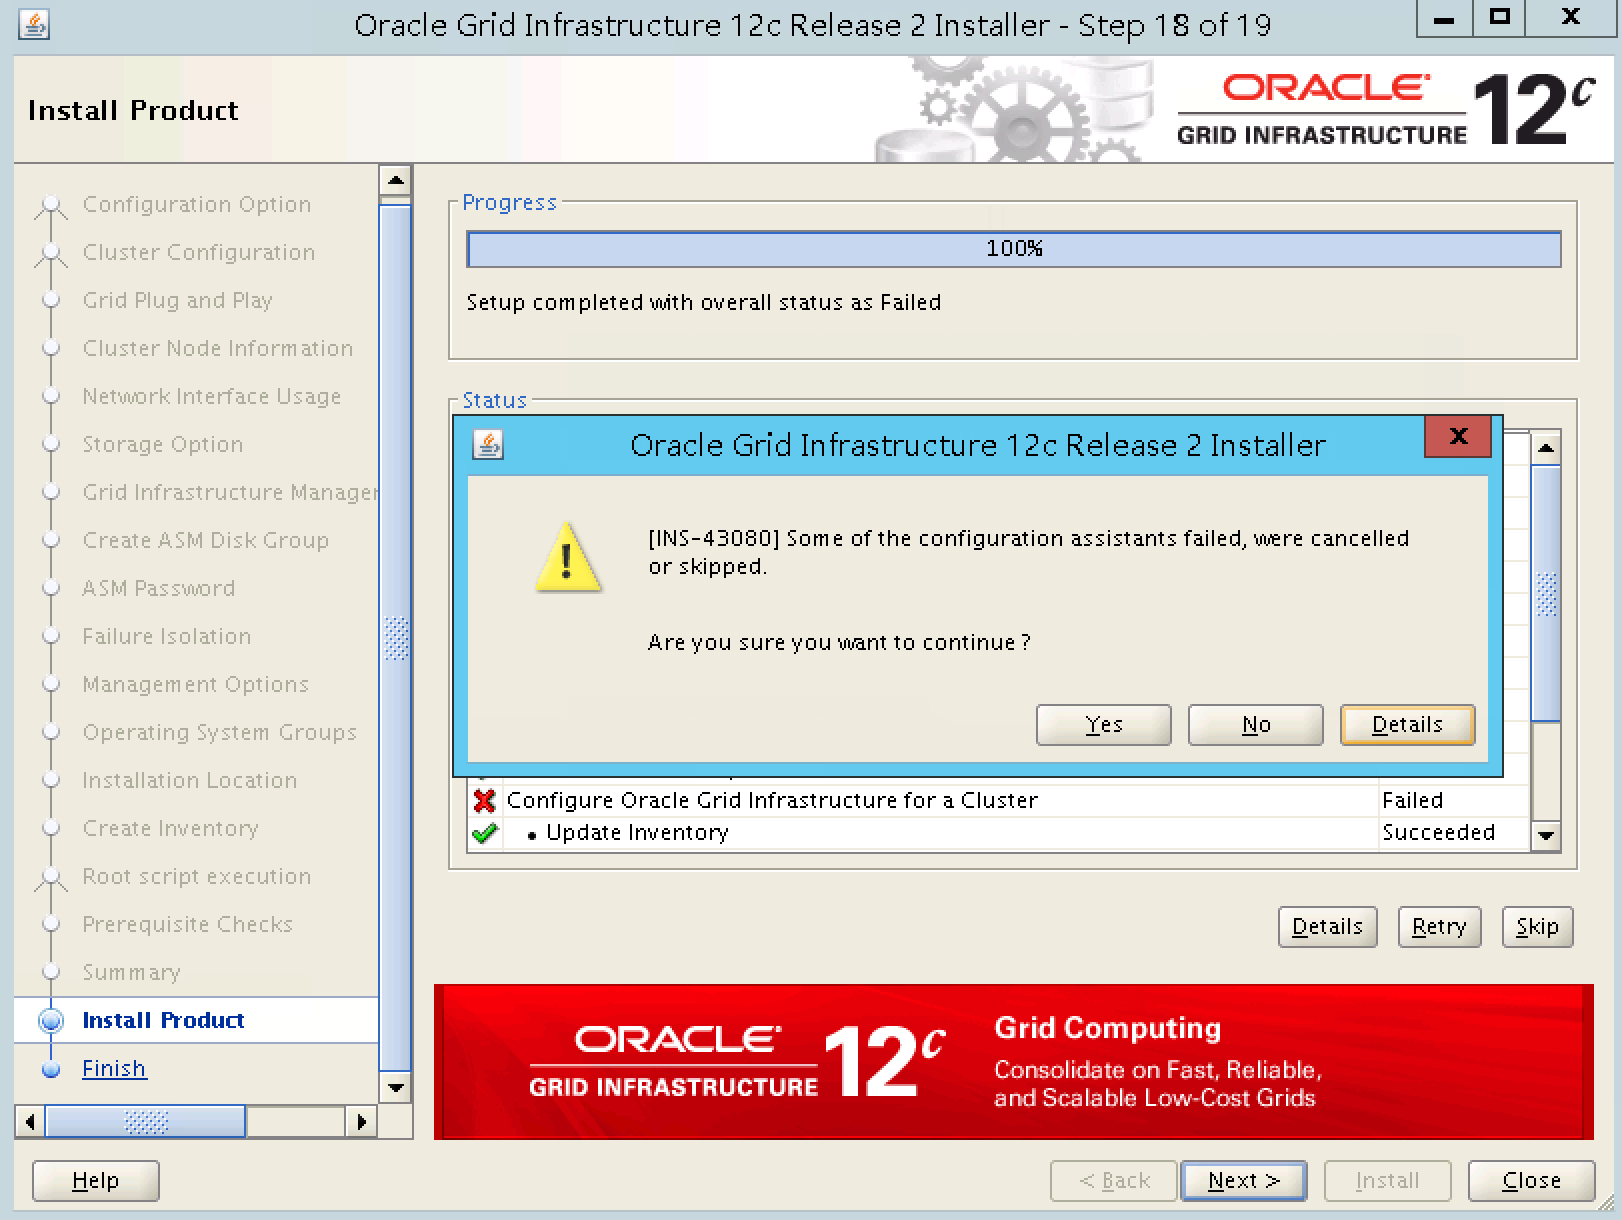 Oracle Grid Infrastructure 12c Release 2 Installer - Step 18 of 19
Install Product
ORACLE
GRID INFRASTRUCTURE
12c
Configuration Option
Cluster Configuration
Grid Plug and Play
Cluster Node Information
Network Interface Usage
Storage Option
Grid Infrastructure Manager
Create ASM Disk Group
ASM Password
Failure Isolation
Management Options
Operating System Groups
Installation Location
Create Inventory
Root script execution
Prerequisite Checks
Summary
Install Product
Finish
Progress
100%
Setup completed with overall status as Failed
Status
Oracle Grid Infrastructure 12c Release 2 Installer
[INS-43080] Some of the configuration assistants failed, were cancelled
or skipped.
Are you sure you want to continue ?
Yes No Details
Configure Oracle Grid Infrastructure for a Cluster Failed
• Update Inventory Succeeded
Details Retry Skip
ORACLE
GRID INFRASTRUCTURE
12c
Grid Computing
Consolidate on Fast, Reliable,
and Scalable Low-Cost Grids
Help < Back Next > Install Close